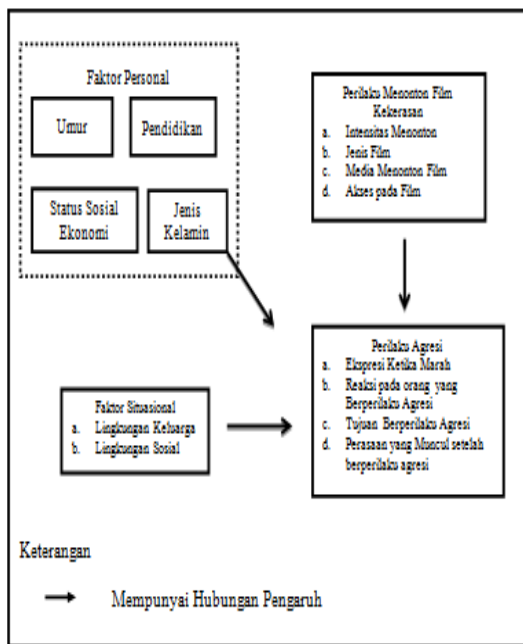 Faktor Personal
Umur
Pendidikan
Status Sosial
Ekonomi
Jenis
Kelamin
Perilaku Menonton Film
Kekerasan
a. Intensitas Menonton
b. Jenis Film
c. Media Menonton Film
d. Akses pada Film
Faktor Situasional
a. Lingkungan Keluarga
b. Lingkungan Sosial
Perilaku Agresi
a. Ekspresi Ketika Marah
b. Reaksi pada orang yang
Berperilaku Agresi
c. Tujuan Berperilaku Agresi
d. Perasaan yang Muncul setelah
berperilaku agresi
Keterangan
Mempunyai Hubungan Pengaruh